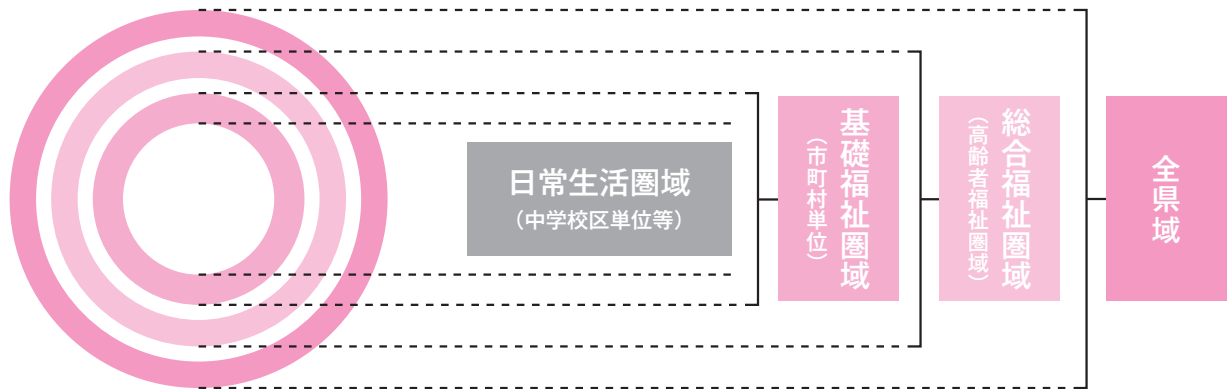 日常生活圏域
（中学校区単位等）
基礎福祉圏域
（市町村単位）
総合福祉圏域
（高齢者福祉圏域）
全県域